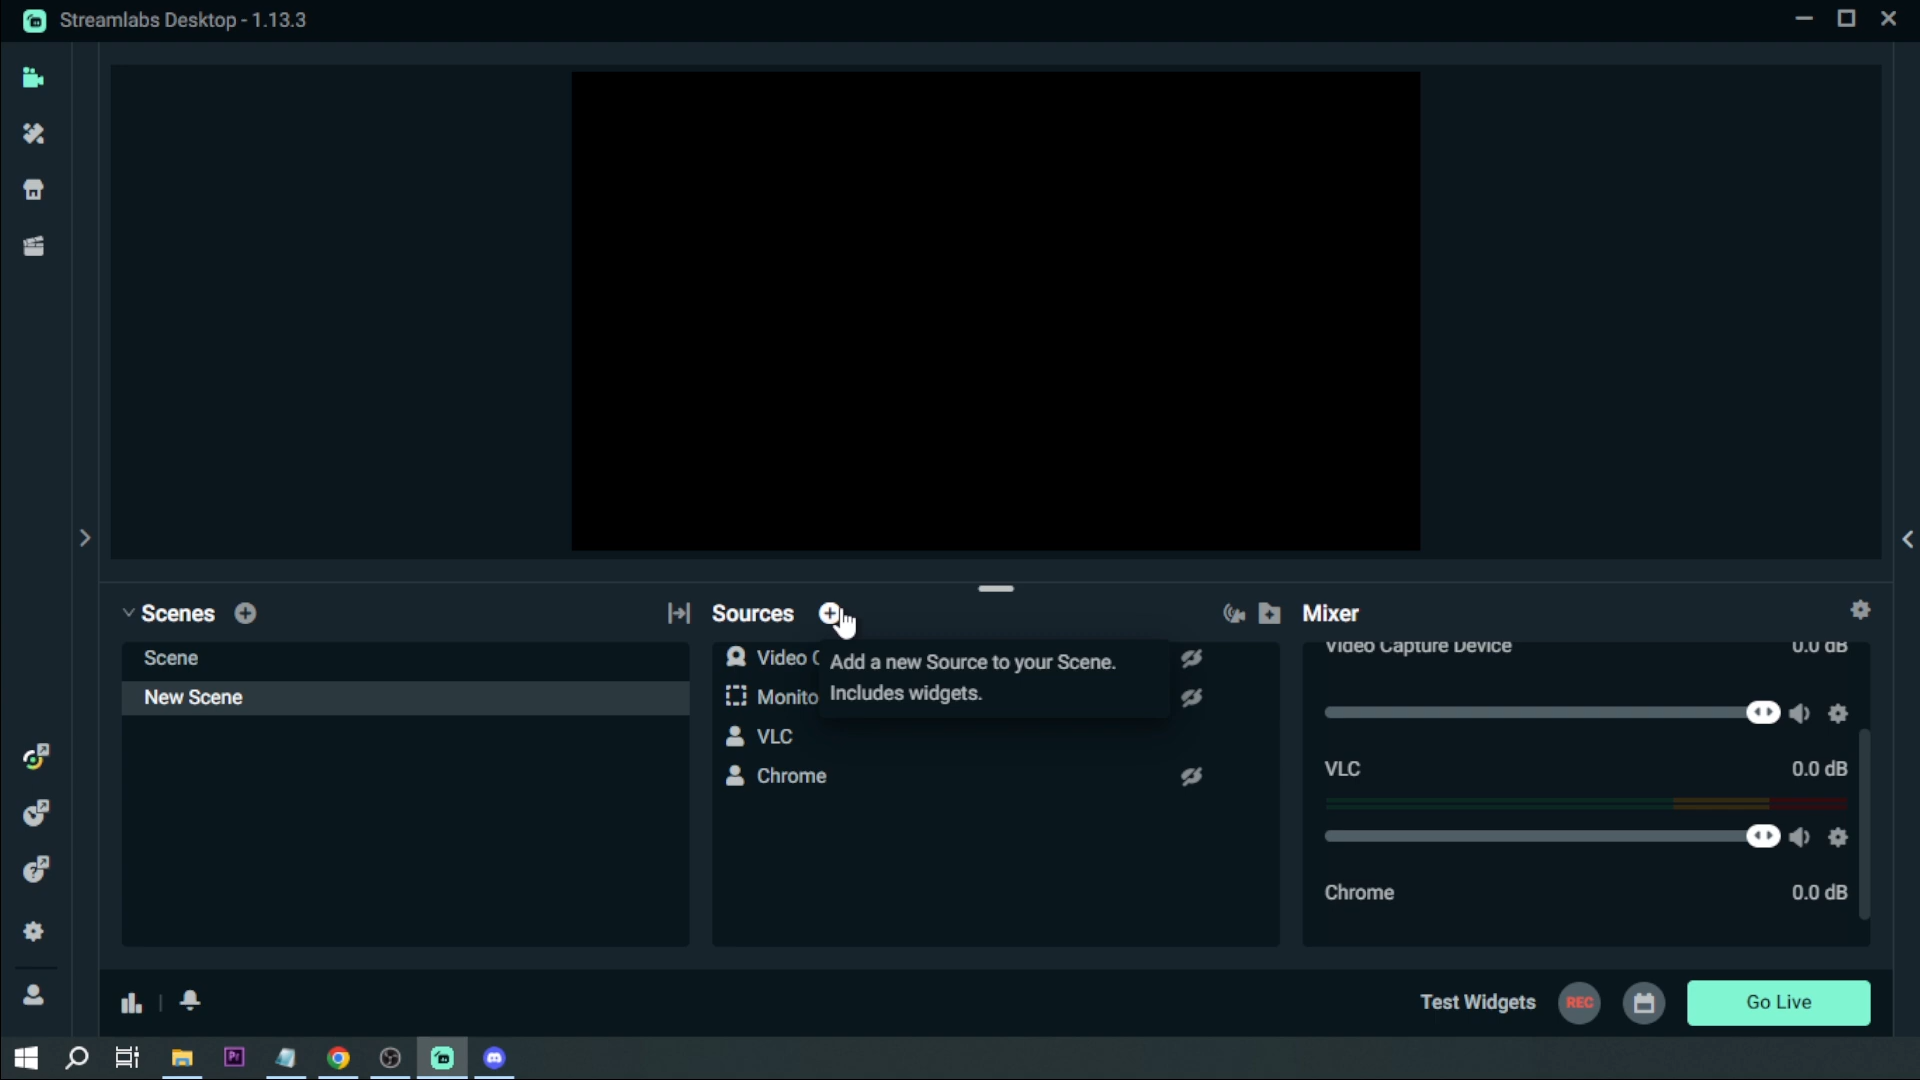 Streamlabs Desktop - 1.13.3
Scenes
Sources
Mixer
Scene
New Scene
Video
Monito
VLC
Chrome
Add a new Source to your Scene.
Includes widgets.
Video Capture Device 0.0 dB
VLC 0.0 dB
Chrome 0.0 dB
Test Widgets
REC
Go Live
Pr